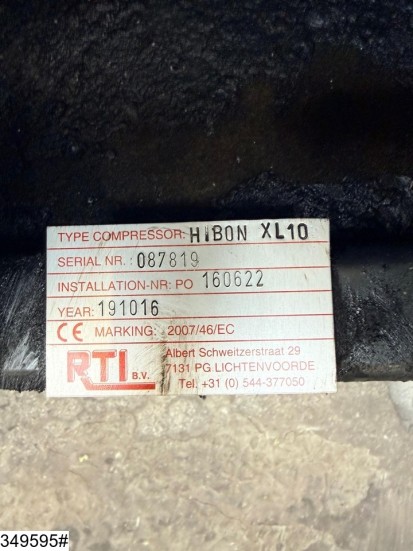 TYPE COMPRESSOR: HIBON XL10
SERIAL NR.: 087819
INSTALLATION-NR: PO 160622
YEAR: 191016
CE MARKING: 2007/46/EC
RTI B.V.
Albert Schweitzerstraat 29
7131 PG LICHTENVOORDE
Tel. +31 (0) 544-377050
349595#